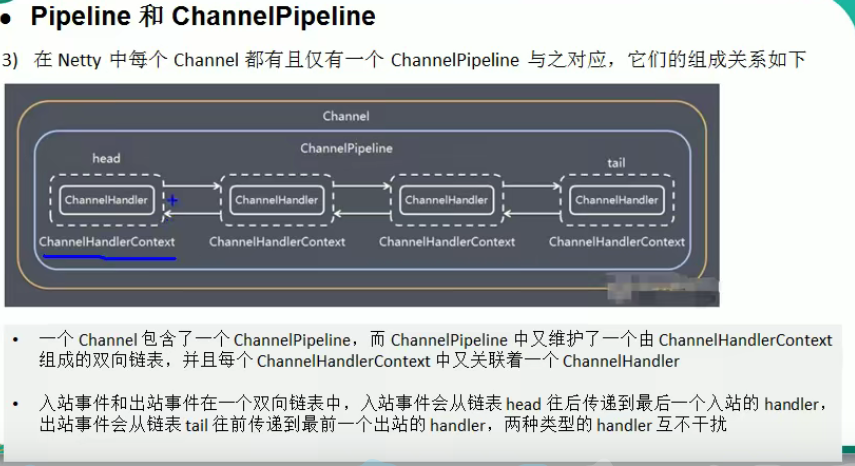 • Pipeline 和 ChannelPipeline
3) 在 Netty 中每个 Channel 都有且仅有一个 ChannelPipeline 与之对应，它们的组成关系如下
Channel
ChannelPipeline
head
tail
ChannelHandler ChannelHandler ChannelHandler ChannelHandler
ChannelHandlerContext ChannelHandlerContext ChannelHandlerContext ChannelHandlerContext
• 一个 Channel 包含了一个 ChannelPipeline，而 ChannelPipeline 中又维护了一个由 ChannelHandlerContext
组成的双向链表，并且每个 ChannelHandlerContext 中又关联着一个 ChannelHandler
• 入站事件和出站事件在一个双向链表中，入站事件会从链表 head 往后传递到最后一个入站的 handler，
出站事件会从链表 tail 往前传递到最前一个出站的 handler，两种类型的 handler 互不干扰